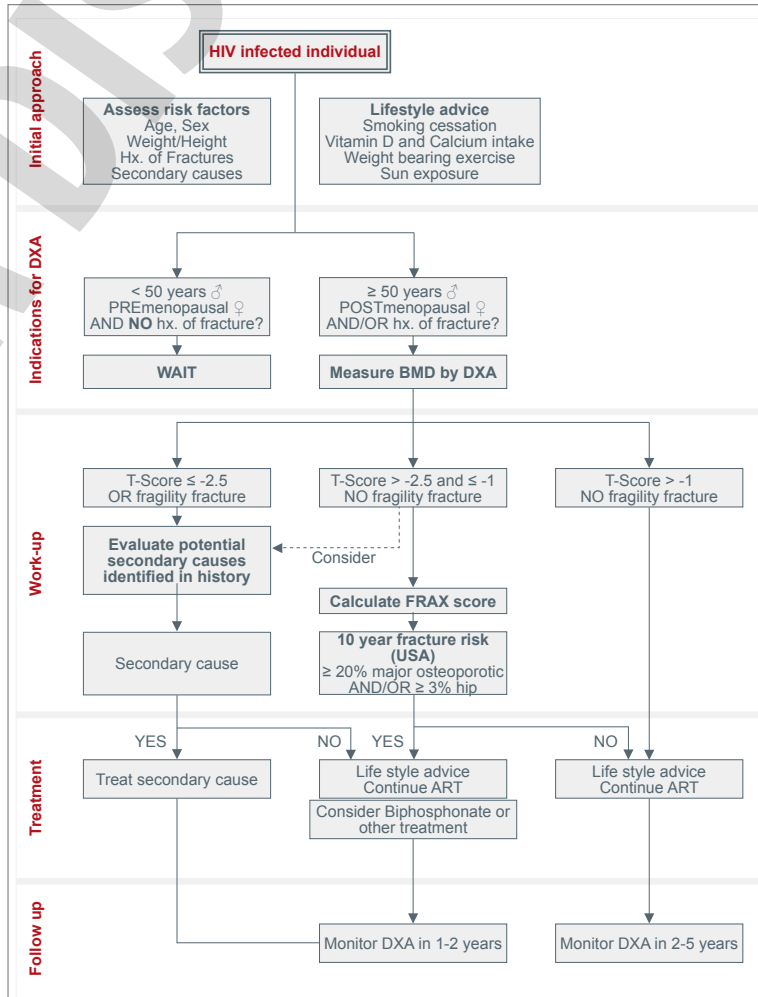 Initial approach
HIV infected individual
Assess risk factors
Age, Sex
Weight/Height
Hx. of Fractures
Secondary causes
Lifestyle advice
Smoking cessation
Vitamin D and Calcium intake
Weight bearing exercise
Sun exposure
Indications for DXA
< 50 years ♂
PREmenopausal ♀
AND NO hx. of fracture?
≥ 50 years ♂
POSTmenopausal ♀
AND/OR hx. of fracture?
WAIT
Measure BMD by DXA
Work-up
T-Score ≤ -2.5
OR fragility fracture
T-Score > -2.5 and ≤ -1
NO fragility fracture
T-Score > -1
NO fragility fracture
Evaluate potential
secondary causes
identified in history
Consider
Calculate FRAX score
Secondary cause
10 year fracture risk
(USA)
≥ 20% major osteoporotic
AND/OR ≥ 3% hip
Treatment
YES
NO
YES
NO
Treat secondary cause
Life style advice
Continue ART
Consider Biphosphonate or
other treatment
Life style advice
Continue ART
Follow up
Monitor DXA in 1-2 years
Monitor DXA in 2-5 years